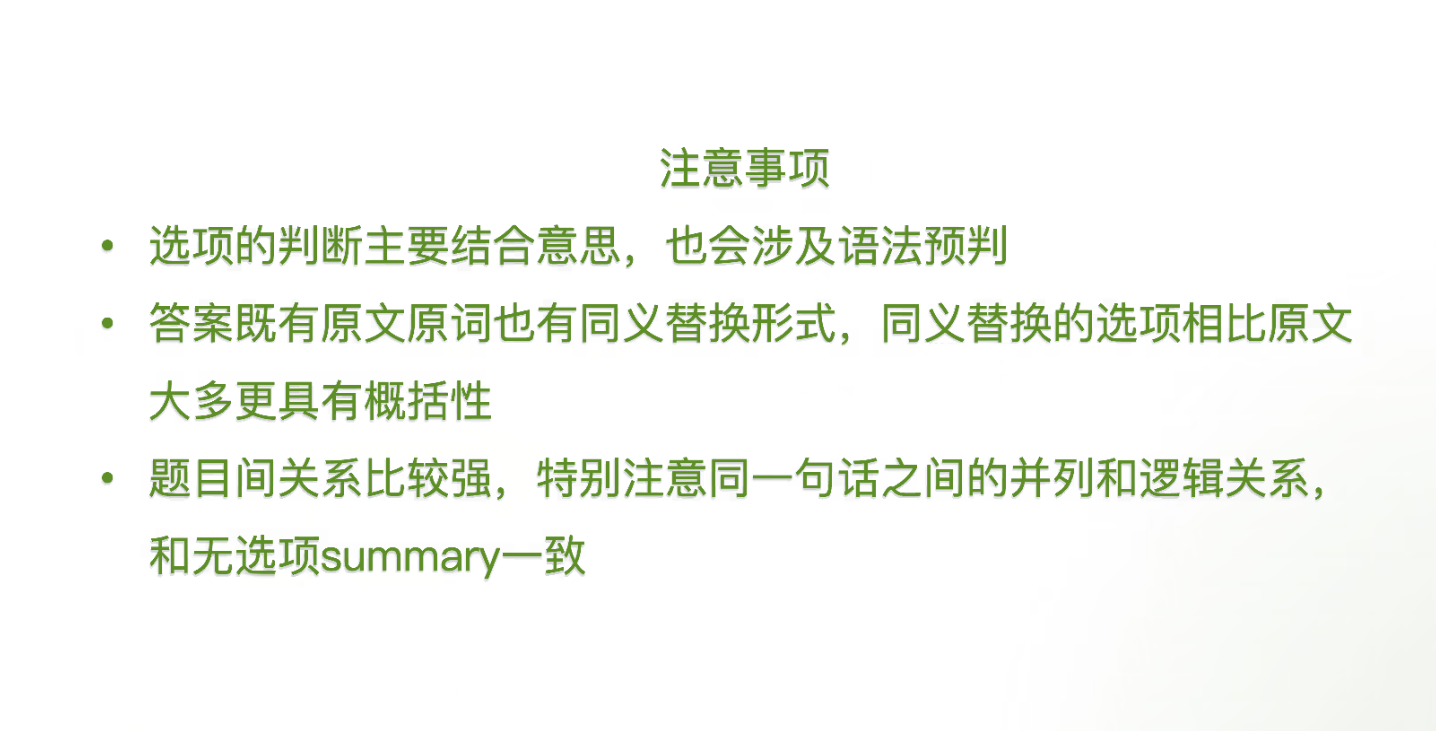 注意事项
• 选项的判断主要结合意思，也会涉及语法预判
• 答案既有原文原词也有同义替换形式，同义替换的选项相比原文
大多更具有概括性
• 题目间关系比较强，特别注意同一句话之间的并列和逻辑关系，
和无选项summary一致